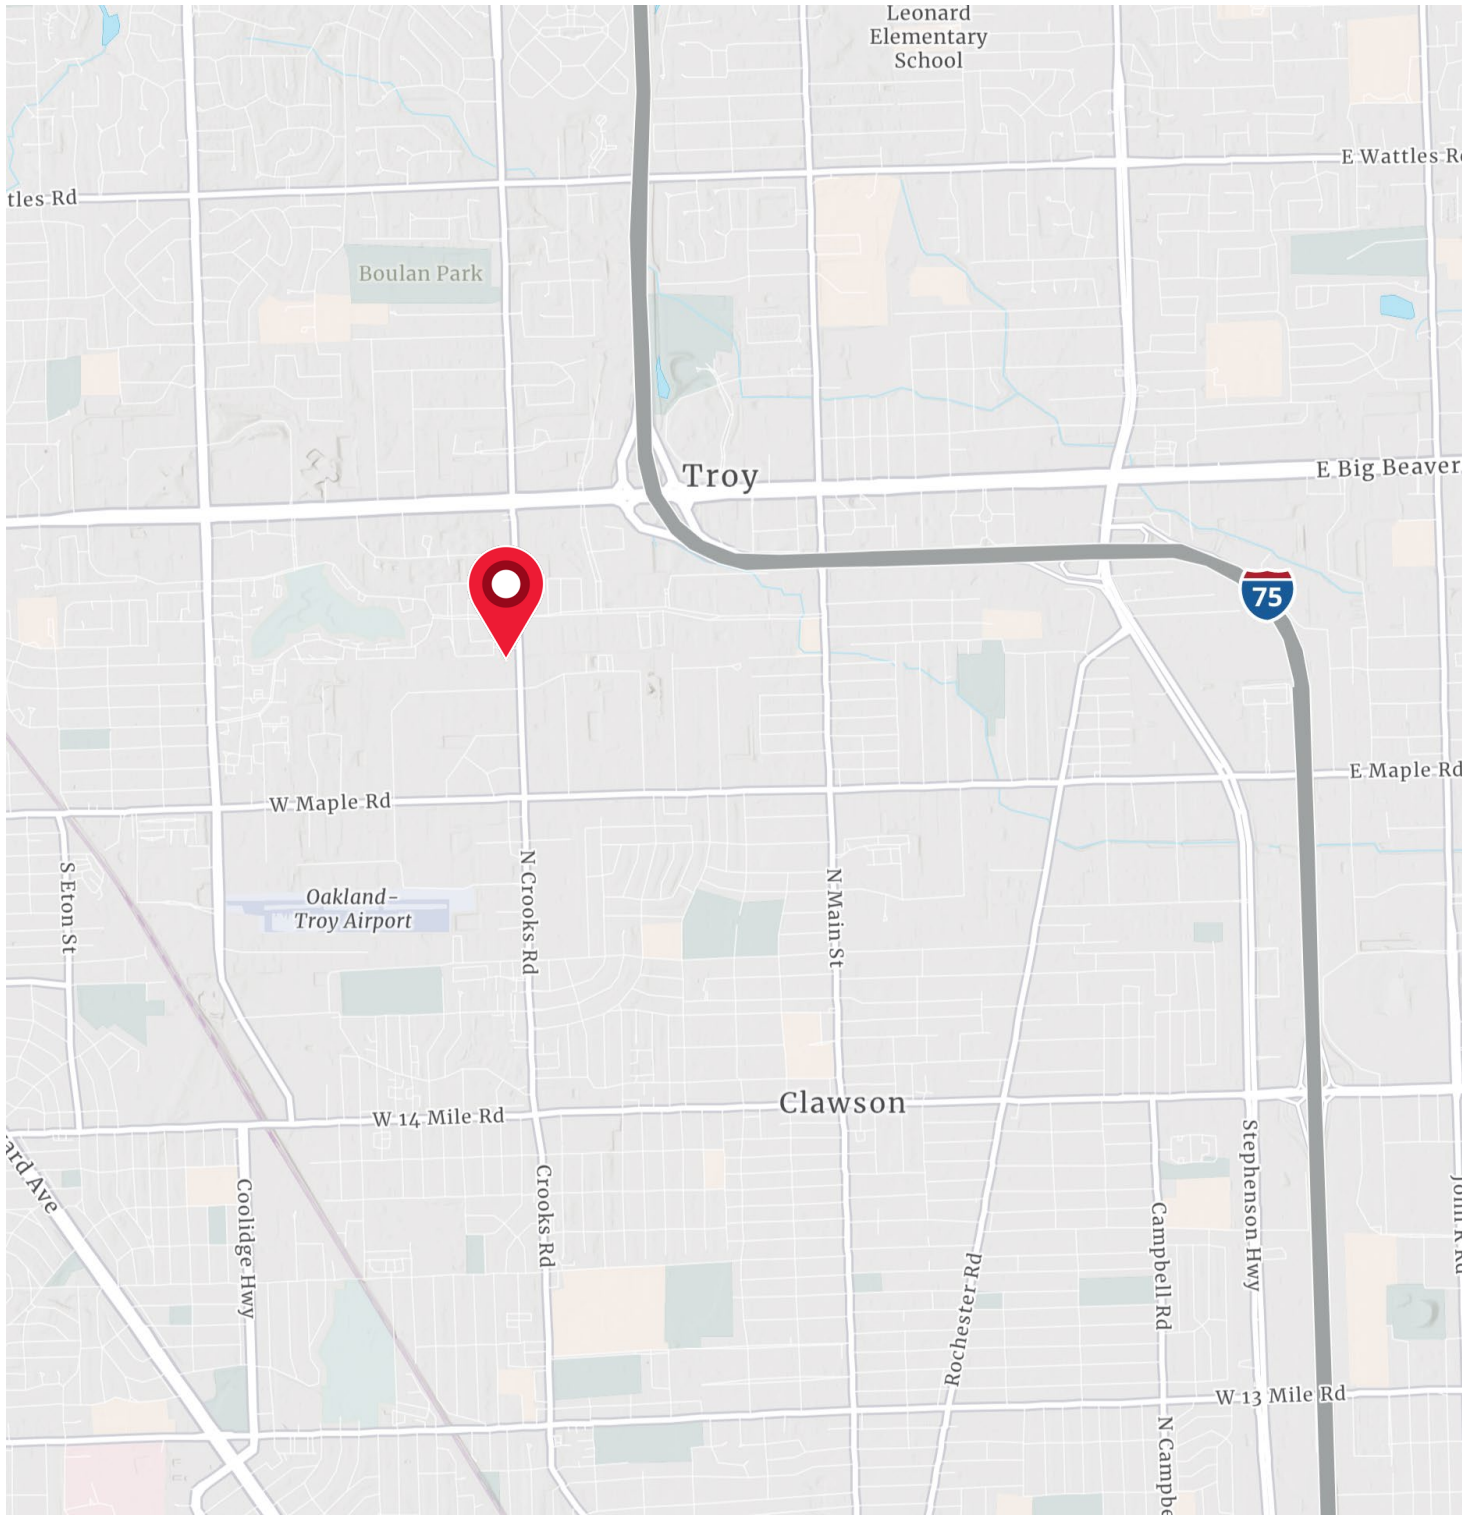 Leonard
Elementary
School
E Wattles R
tles Rd
Boulan Park
Troy
E Big Beaver
75
E Maple Rd
W Maple Rd
S Eton St
Oakland-
Troy Airport
N Crooks Rd
N Main St
Clawson
W 14 Mile Rd
ard Ave
Coolidge Hwy
Crooks Rd
Stephenson Hwy
Campbell Rd
John R Rd
Rochester Rd
W 13 Mile Rd
N Campbe